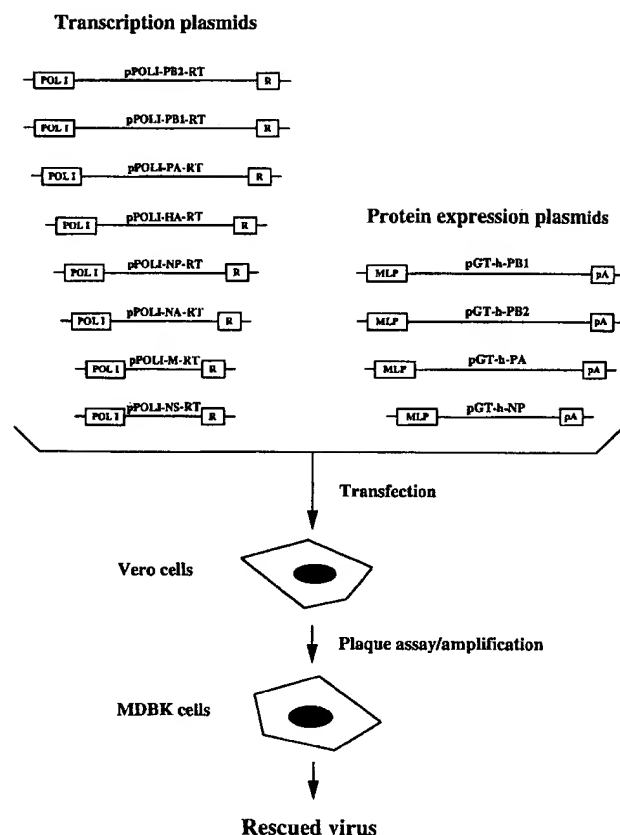 Transcription plasmids
POL I pPOLI-PB2-RT R
POL I pPOLI-PB1-RT R
POL I pPOLI-PA-RT R
POL I pPOLI-HA-RT R
POL I pPOLI-NP-RT R
POL I pPOLI-NA-RT R
POL I pPOLI-M-RT R
POL I pPOLI-NS-RT R
Protein expression plasmids
MLP pGT-h-PB1 pA
MLP pGT-h-PB2 pA
MLP pGT-h-PA pA
MLP pGT-h-NP pA
Transfection
Vero cells
Plaque assay/amplification
MDBK cells
Rescued virus